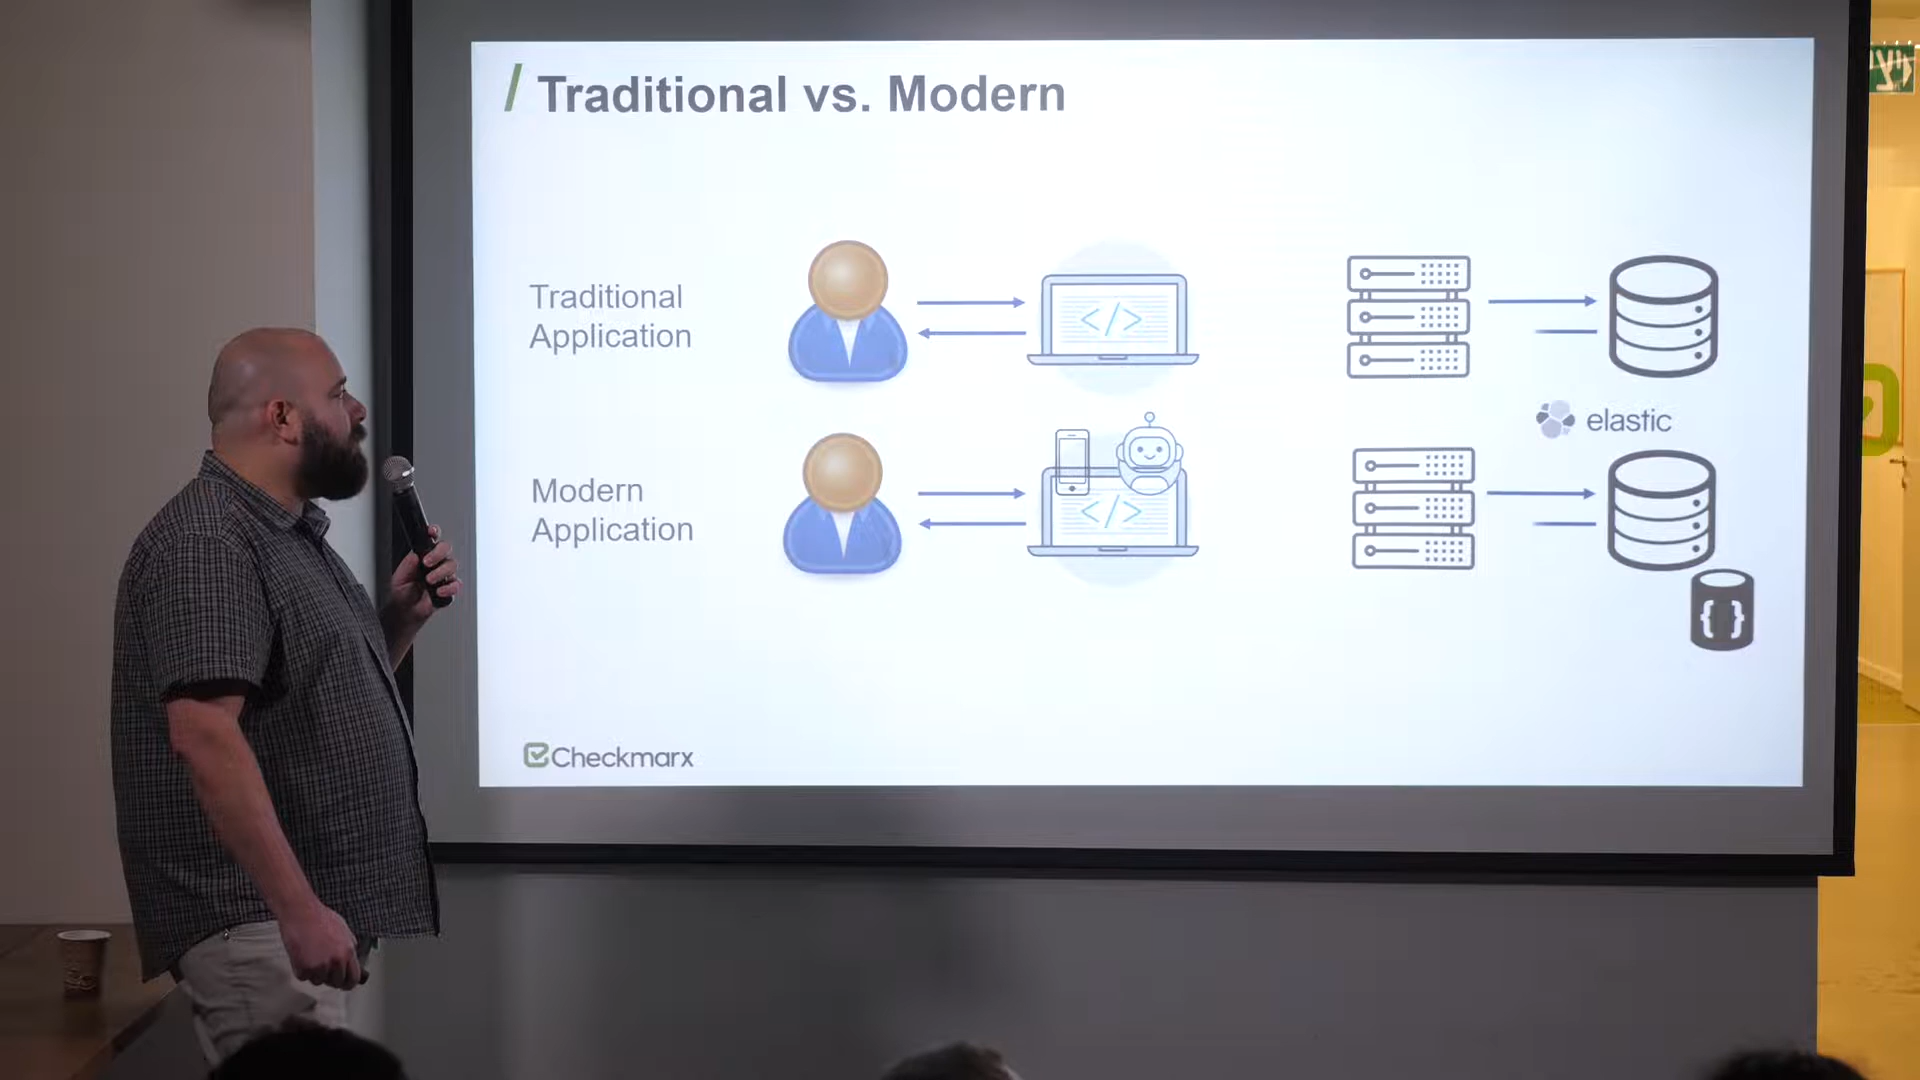 / Traditional vs. Modern
Traditional
Application
</>
elastic
Modern
Application
</>
{ }
Checkmarx